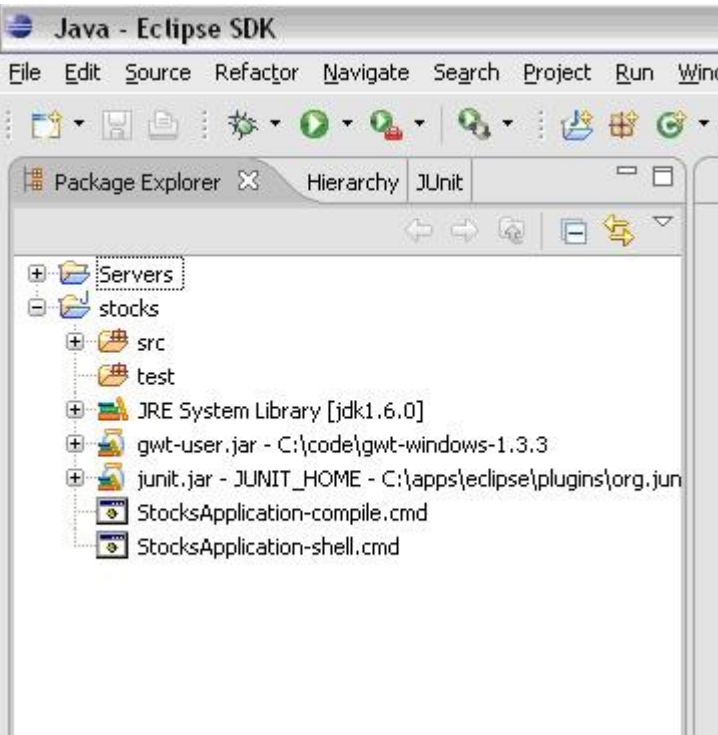 Java - Eclipse SDK
File Edit Source Refactor Navigate Search Project Run
Package Explorer Hierarchy JUnit
Servers
stocks
src
test
JRE System Library [jdk1.6.0]
gwt-user.jar - C:\code\gwt-windows-1.3.3
junit.jar - JUNIT_HOME - C:\apps\eclipse\plugins\org.jun
StocksApplication-compile.cmd
StocksApplication-shell.cmd